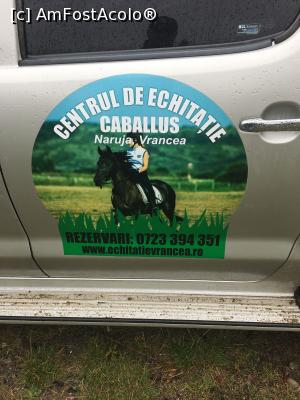 [c] AmFostAcolo®
CENTRUL DE ECHITAȚIE
CABALLUS
Naruja, Vrancea
REZERVARI: 0723 394 351
www.echitatievrancea.ro